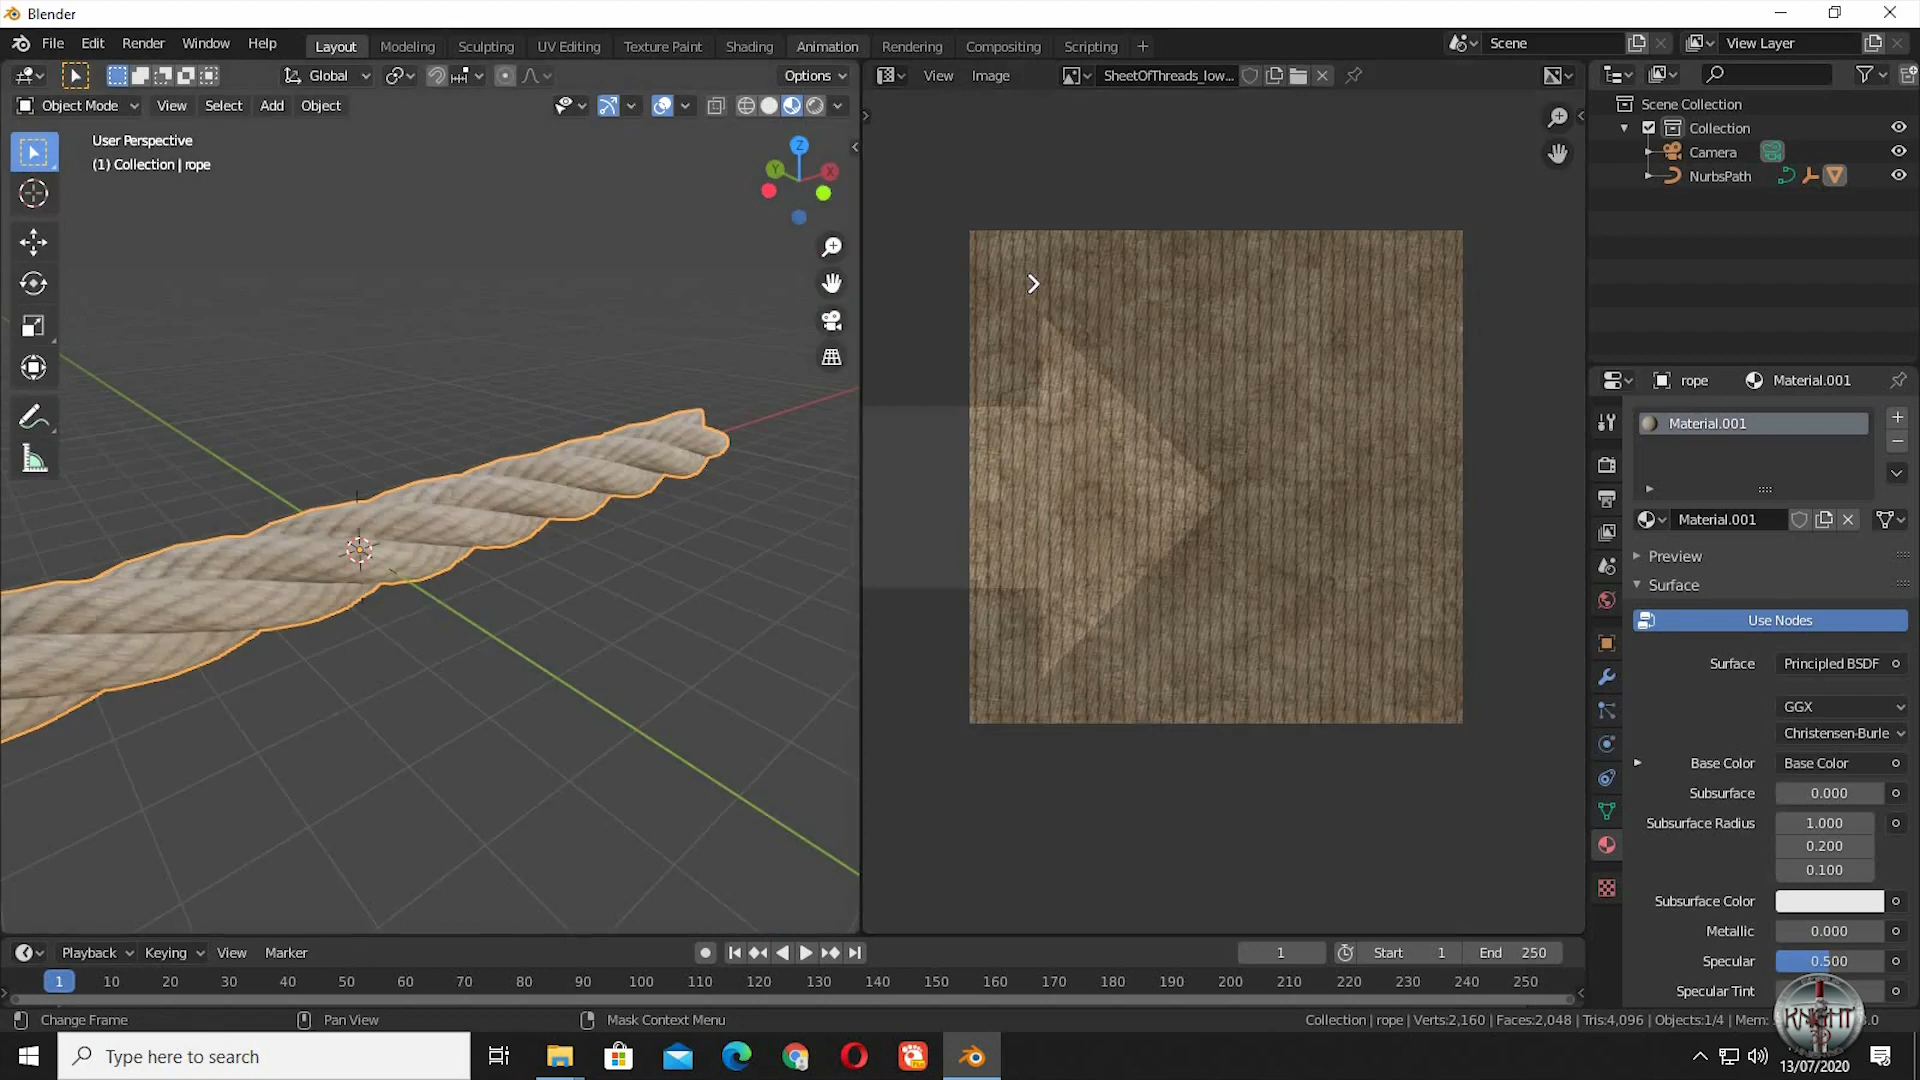 Blender
File Edit Render Window Help Layout Modeling Sculpting UV Editing Texture Paint Shading Animation Rendering Compositing Scripting + Scene View Layer
Global Options View Image SheetOfThreads_low...
Object Mode View Select Add Object
User Perspective
(1) Collection | rope
Z
Y
X
Scene Collection
Collection
Camera
NurbsPath
rope Material.001
Material.001
Material.001
Preview
Surface
Use Nodes
Surface Principled BSDF
GGX
Christensen-Burle
Base Color Base Color
Subsurface 0.000
Subsurface Radius 1.000
0.200
0.100
Subsurface Color
Metallic 0.000
Specular 0.500
Specular Tint
Playback Keying View Marker 1 Start 1 End 250
1 10 20 30 40 50 60 70 80 90 100 110 120 130 140 150 160 170 180 190 200 210 220 230 240 250
Change Frame Pan View Mask Context Menu Collection | rope | Verts:2,160 | Faces:2,048 | Tris:4,096 | Objects:1/4 | Mem:
KNIGHT
3D
Type here to search
13/07/2020